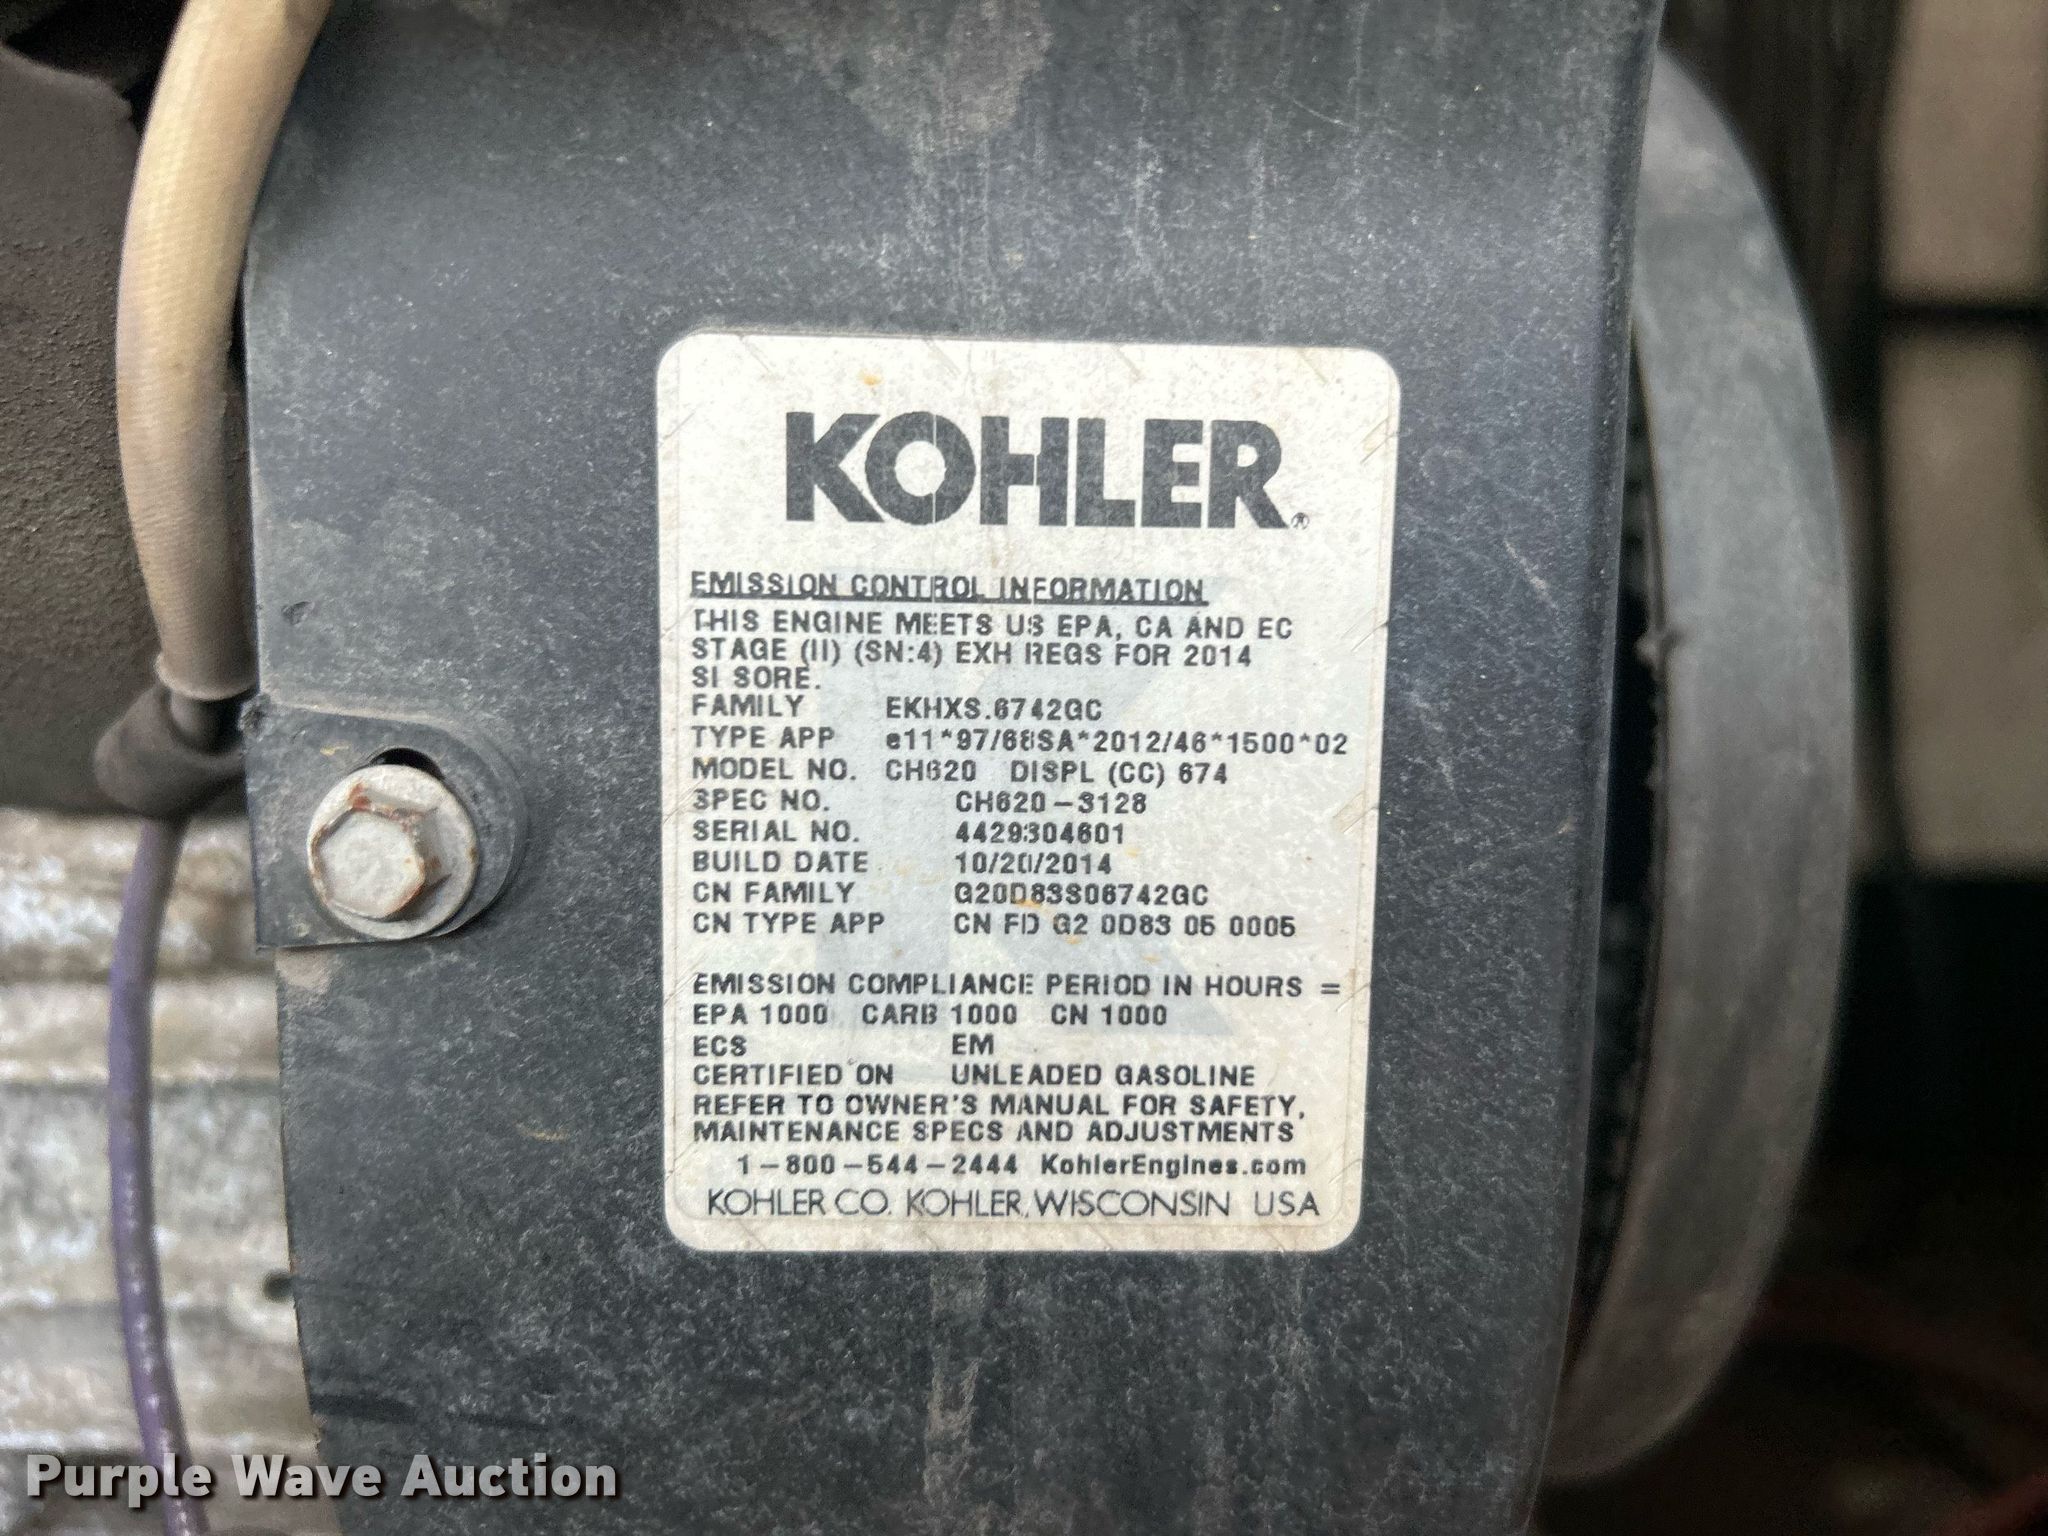 KOHLER®
EMISSION CONTROL INFORMATION
THIS ENGINE MEETS US EPA, CA AND EC
STAGE (II) (SN:4) EXH REGS FOR 2014
SI SORE.
FAMILY EKHXS.6742GC
TYPE APP e11*97/68SA*2012/46*1500*02
MODEL NO. CH620 DISPL (CC) 674
SPEC NO. CH620-3128
SERIAL NO. 4429304601
BUILD DATE 10/20/2014
CN FAMILY G20D83S06742GC
CN TYPE APP CN FD G2 0D83 05 0005
EMISSION COMPLIANCE PERIOD IN HOURS =
EPA 1000 CARB 1000 CN 1000
ECS EM
CERTIFIED ON UNLEADED GASOLINE
REFER TO OWNER'S MANUAL FOR SAFETY,
MAINTENANCE SPECS AND ADJUSTMENTS
1-800-544-2444 KohlerEngines.com
KOHLER CO. KOHLER, WISCONSIN USA
Purple Wave Auction